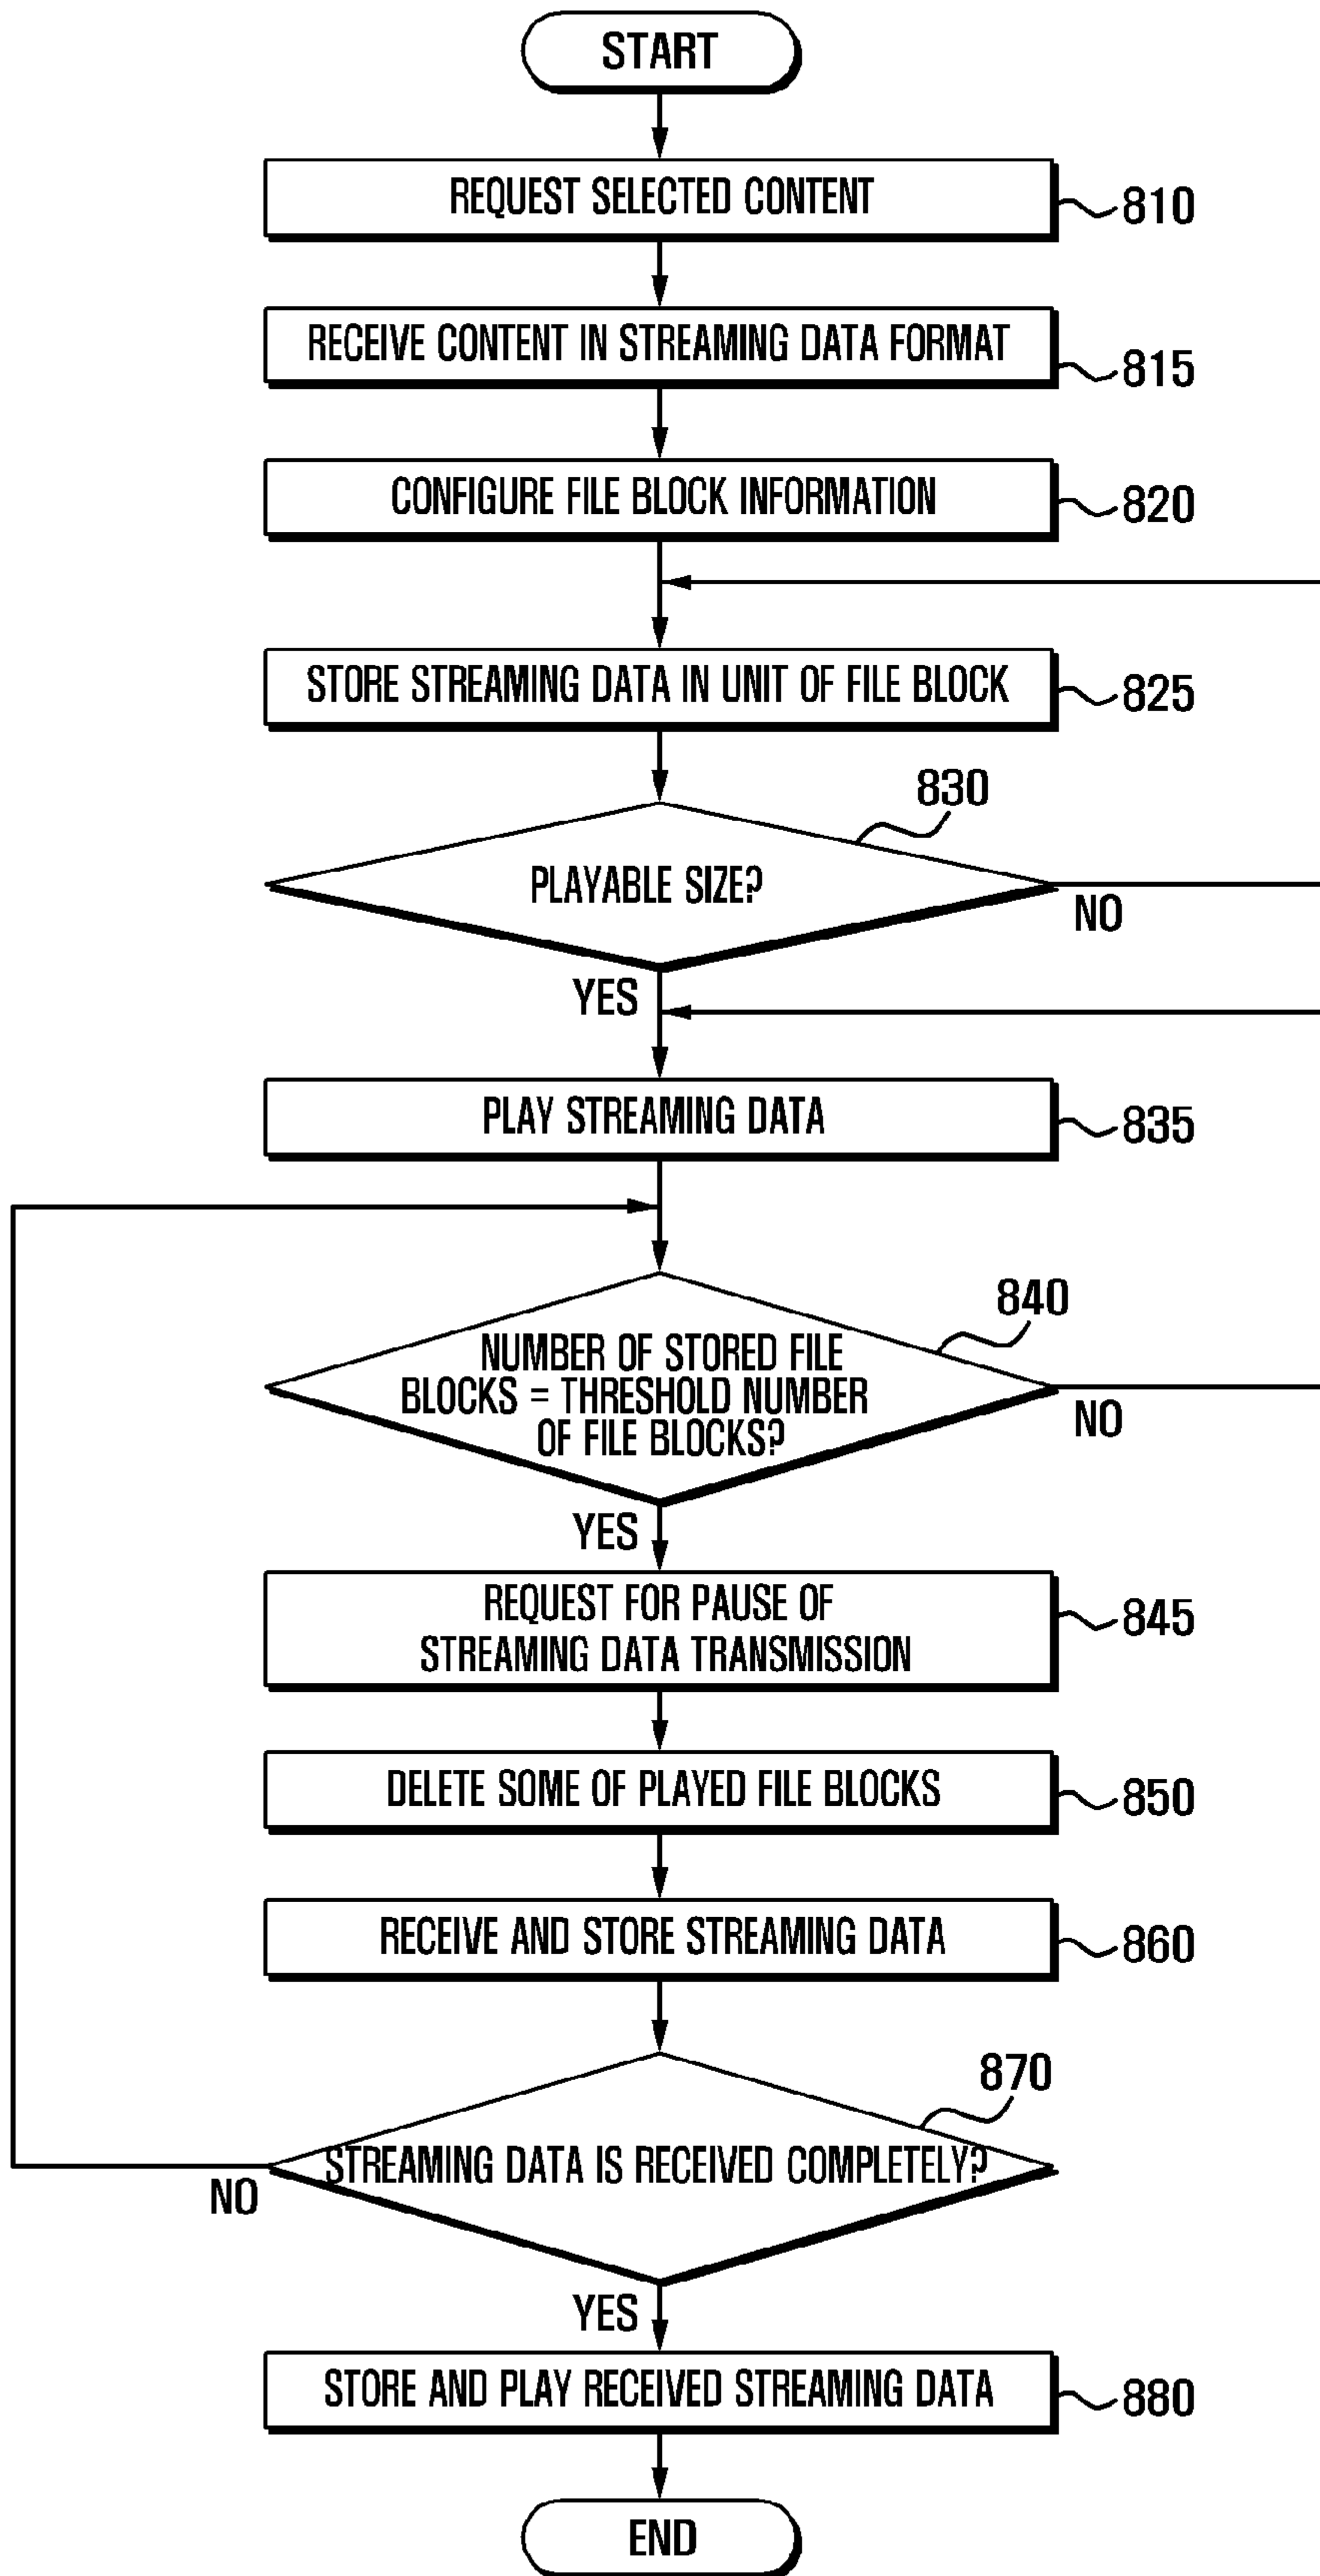 START
REQUEST SELECTED CONTENT
810
RECEIVE CONTENT IN STREAMING DATA FORMAT
815
CONFIGURE FILE BLOCK INFORMATION
820
STORE STREAMING DATA IN UNIT OF FILE BLOCK
825
830
PLAYABLE SIZE?
NO
YES
PLAY STREAMING DATA
835
840
NUMBER OF STORED FILE
BLOCKS = THRESHOLD NUMBER
OF FILE BLOCKS?
NO
YES
REQUEST FOR PAUSE OF
STREAMING DATA TRANSMISSION
845
DELETE SOME OF PLAYED FILE BLOCKS
850
RECEIVE AND STORE STREAMING DATA
860
870
STREAMING DATA IS RECEIVED COMPLETELY?
NO
YES
STORE AND PLAY RECEIVED STREAMING DATA
880
END